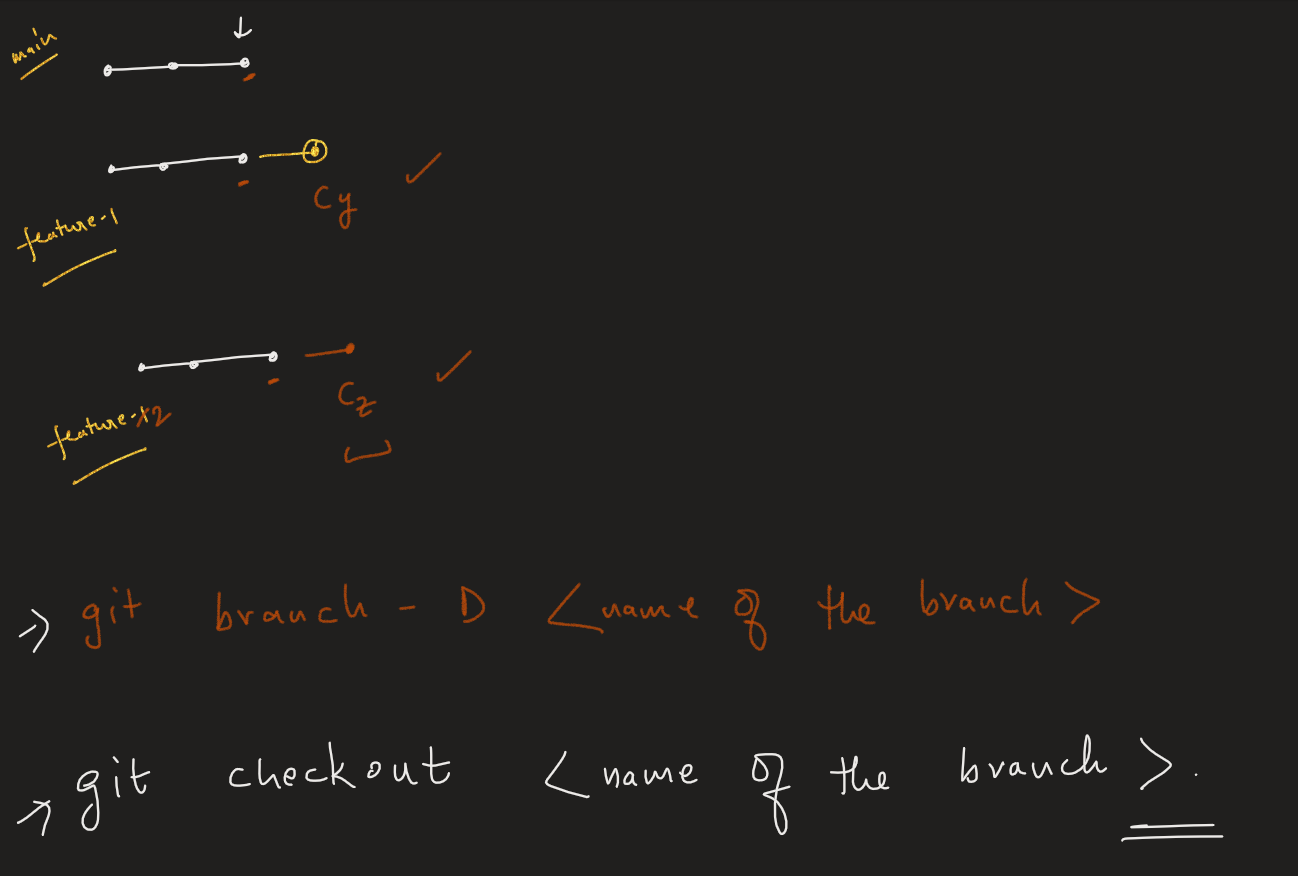 main
Cy
feature-1
Cz
feature-2
git branch - D <name of the branch>
git checkout <name of the branch>.